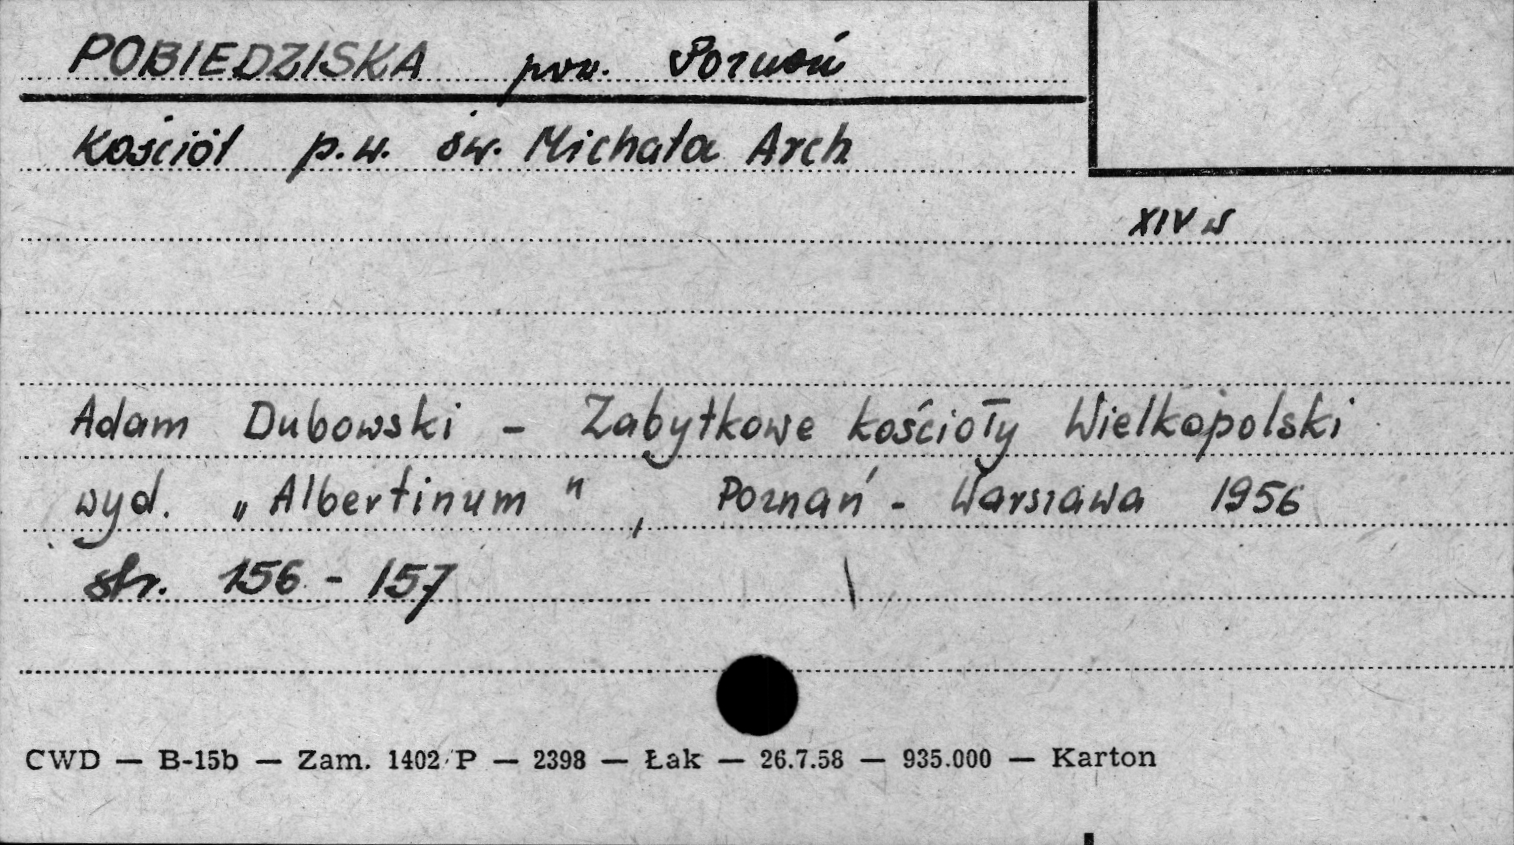 POBIEDZISKA pow. Poznań
Kościół p.w. św. Michała Arch
XIV w
Adam Dubowski - Zabytkowe kościoły Wielkopolski
wyd. „Albertinum", Poznań - Warszawa 1956
str. 156 - 157
CWD — B-15b — Zam. 1402/P — 2398 — Łak — 26.7.58 — 935.000 — Karton